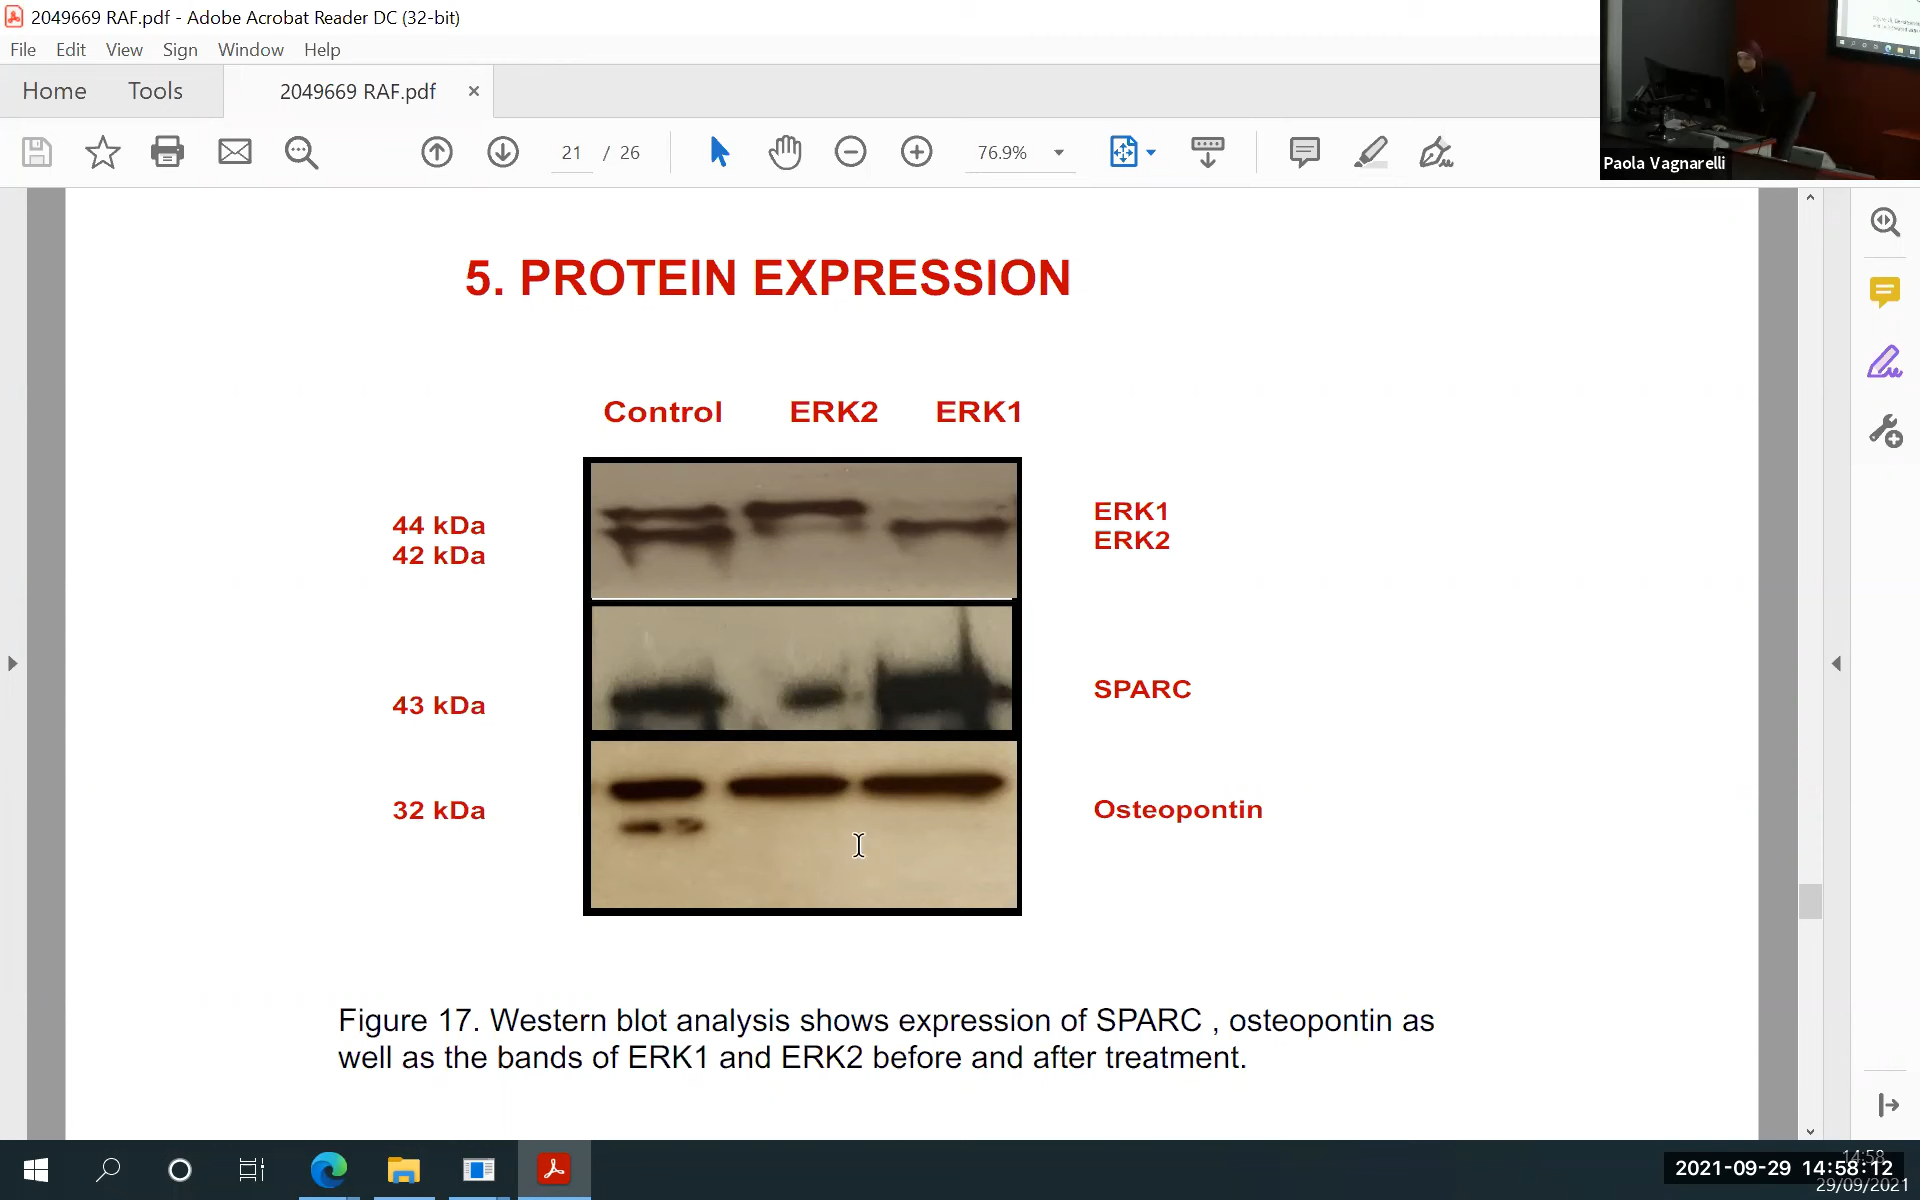 2049669 RAF.pdf - Adobe Acrobat Reader DC (32-bit)
File Edit View Sign Window Help
Home Tools 2049669 RAF.pdf ×
21 / 26 76.9%
Paola Vagnarelli
5. PROTEIN EXPRESSION
Control ERK2 ERK1
44 kDa ERK1
42 kDa ERK2
43 kDa SPARC
32 kDa Osteopontin
Figure 17. Western blot analysis shows expression of SPARC , osteopontin as
well as the bands of ERK1 and ERK2 before and after treatment.
14:58
2021-09-29 14:58:12
29/09/2021